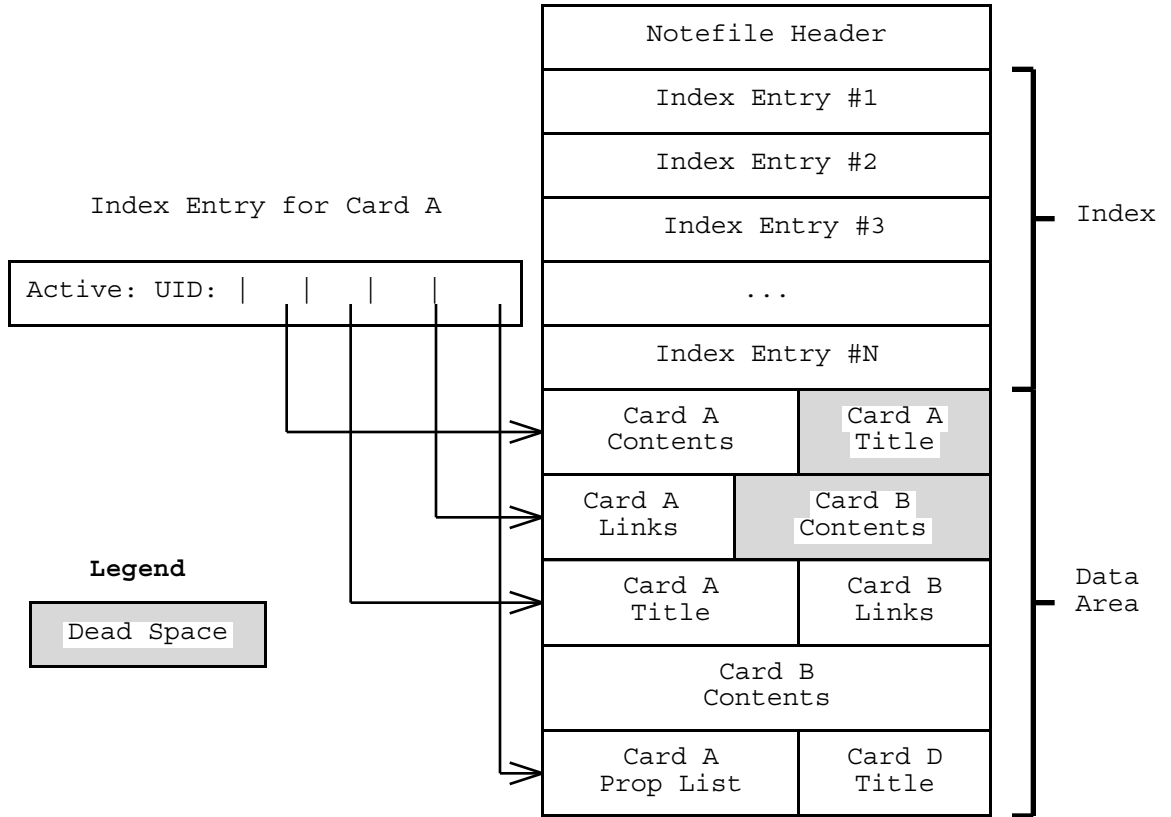 Notefile Header
Index Entry #1
Index Entry #2
Index Entry for Card A
Index Entry #3
Index
Active: UID: |   |   |   |
...
Index Entry #N
Card A
Contents
Card A
Title
Card A
Links
Card B
Contents
Legend
Dead Space
Card A
Title
Card B
Links
Data
Area
Card B
Contents
Card A
Prop List
Card D
Title